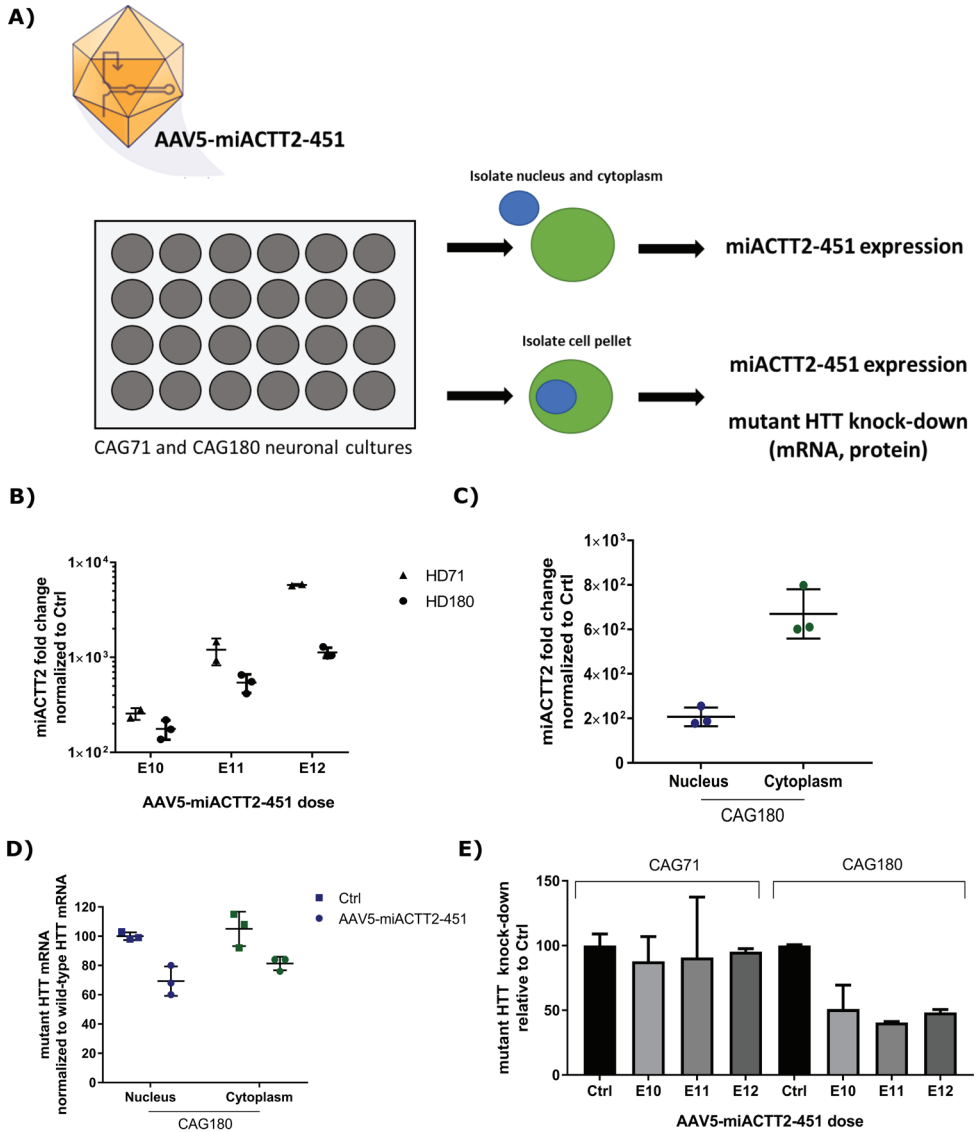 A)
AAV5-miACTT2-451
Isolate nucleus and cytoplasm
miACTT2-451 expression
Isolate cell pellet
miACTT2-451 expression
mutant HTT knock-down
(mRNA, protein)
CAG71 and CAG180 neuronal cultures
B)
miACTT2 fold change
normalized to Ctrl
1×10⁴
1×10³
1×10²
E10
E11
E12
AAV5-miACTT2-451 dose
HD71
HD180
C)
miACTT2 fold change
normalized to Crtl
1×10³
8×10²
6×10²
4×10²
2×10²
0
Nucleus
Cytoplasm
CAG180
D)
mutant HTT mRNA
normalized to wild-type HTT mRNA
120
100
80
60
40
20
0
Nucleus
Cytoplasm
CAG180
Ctrl
AAV5-miACTT2-451
E)
CAG71
CAG180
mutant HTT knock-down
relative to Ctrl
150
100
50
0
Ctrl
E10
E11
E12
Ctrl
E10
E11
E12
AAV5-miACTT2-451 dose